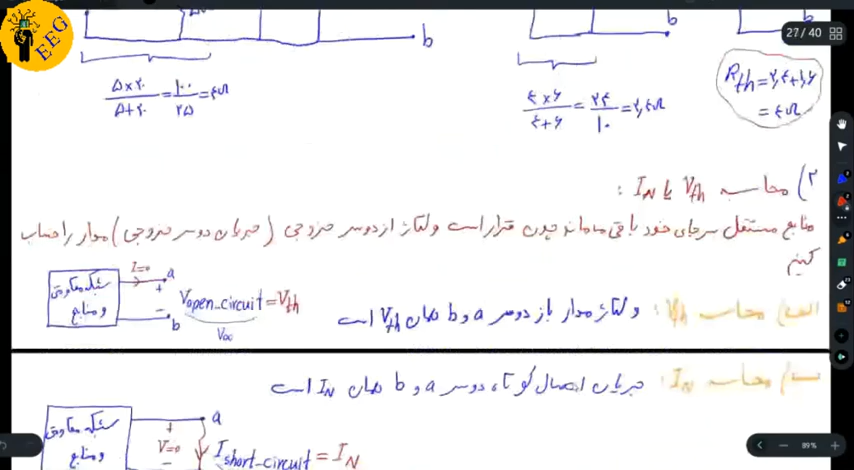 EEG
b
b
b
27/40
۵×۲۰/۵+۲۰ = ۱۰۰/۲۵ = ۴Ω
۴×۶/۴+۶ = ۲۴/۱۰ = ۲,۴Ω
Rth = ۲,۴+۱,۶
= ۴Ω
۲) محاسبه Vth یا IN :
منابع مستقل سرجای خود باقی می‌مانند چون قرار است ولتاژ از دو سر خروجی (جریان دو سر خروجی) مدار را حساب
کنیم
الف) محاسبه Vth : ولتاژ مدار باز دو سر a و b همان Vth است
شبکه مقاومتی
و منابع
I=0
a
+
−
b
Vopen_circuit = Vth
Voc
ب) محاسبه IN : جریان اتصال کوتاه دو سر a و b همان IN است
شبکه مقاومتی
و منابع
a
+
V=0
−
Ishort_circuit = IN
89%